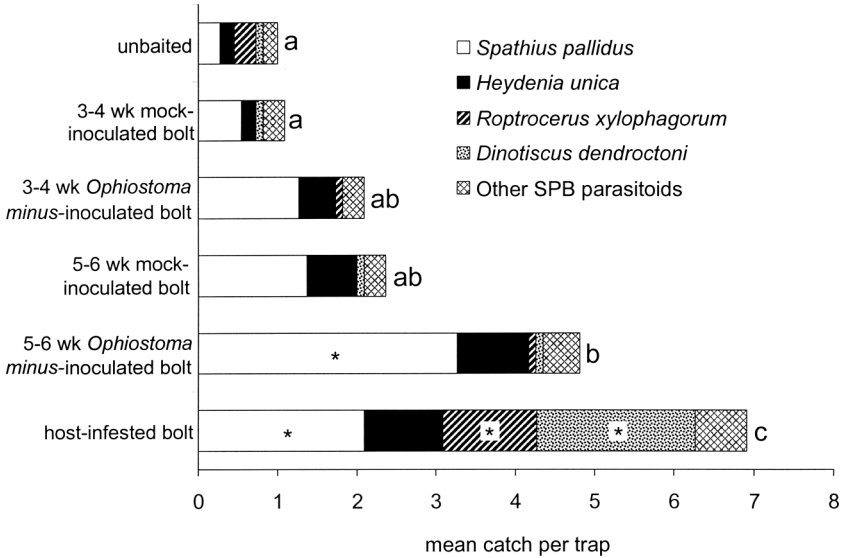 unbaited
a
3-4 wk mock-
inoculated bolt
a
3-4 wk Ophiostoma
minus-inoculated bolt
ab
5-6 wk mock-
inoculated bolt
ab
5-6 wk Ophiostoma
minus-inoculated bolt
*
b
host-infested bolt
* * *
c
Spathius pallidus
Heydenia unica
Roptrocerus xylophagorum
Dinotiscus dendroctoni
Other SPB parasitoids
0 1 2 3 4 5 6 7 8
mean catch per trap